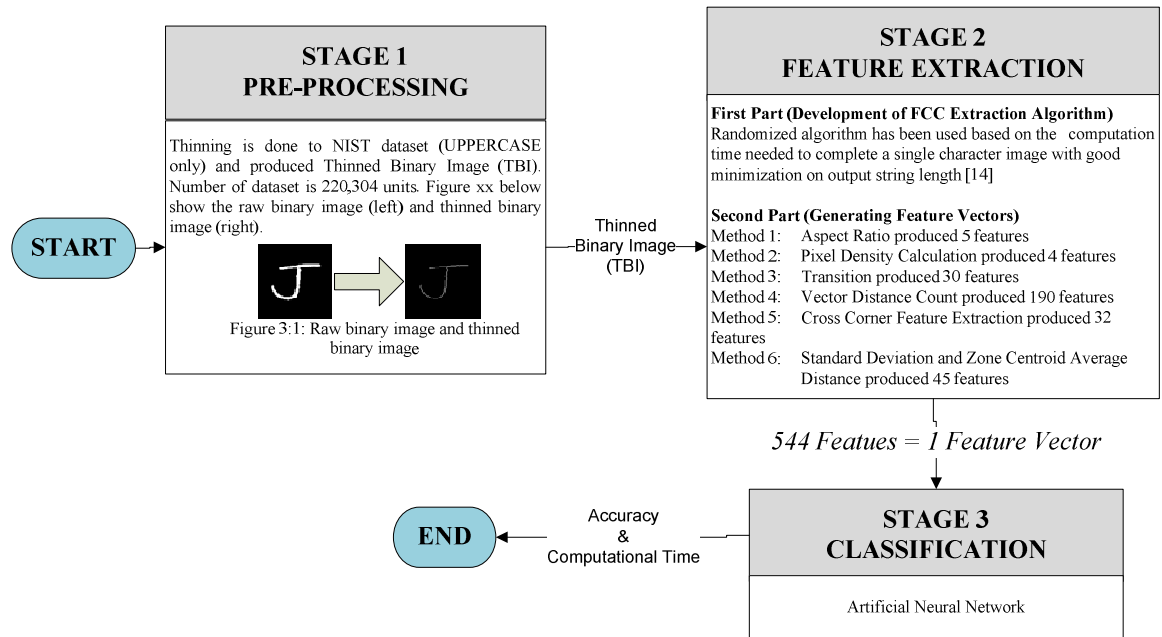 START
STAGE 1
PRE-PROCESSING
Thinning is done to NIST dataset (UPPERCASE
only) and produced Thinned Binary Image (TBI).
Number of dataset is 220,304 units. Figure xx below
show the raw binary image (left) and thinned binary
image (right).
J
J
Figure 3:1: Raw binary image and thinned
binary image
Thinned
Binary Image
(TBI)
STAGE 2
FEATURE EXTRACTION
First Part (Development of FCC Extraction Algorithm)
Randomized algorithm has been used based on the computation
time needed to complete a single character image with good
minimization on output string length [14]
Second Part (Generating Feature Vectors)
Method 1: Aspect Ratio produced 5 features
Method 2: Pixel Density Calculation produced 4 features
Method 3: Transition produced 30 features
Method 4: Vector Distance Count produced 190 features
Method 5: Cross Corner Feature Extraction produced 32
features
Method 6: Standard Deviation and Zone Centroid Average
Distance produced 45 features
544 Featues = 1 Feature Vector
STAGE 3
CLASSIFICATION
Artificial Neural Network
Accuracy
&
Computational Time
END